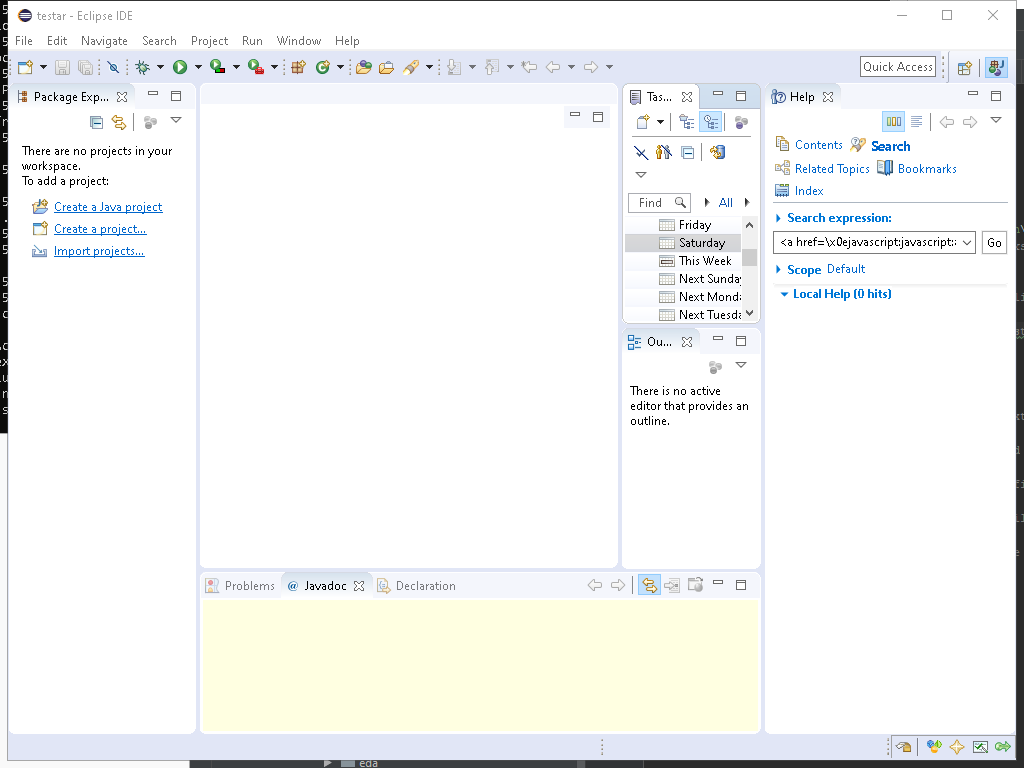 testar - Eclipse IDE
File Edit Navigate Search Project Run Window Help
Quick Access
Package Exp...
There are no projects in your
workspace.
To add a project:
Create a Java project
Create a project...
Import projects...
Tas...
Find All
Friday
Saturday
This Week
Next Sunday
Next Monda
Next Tuesda
Ou...
There is no active
editor that provides an
outline.
Help
Contents Search
Related Topics Bookmarks
Index
Search expression:
<a href=\x0ejavascript:javascript:
Go
Scope Default
Local Help (0 hits)
Problems @ Javadoc Declaration
eda